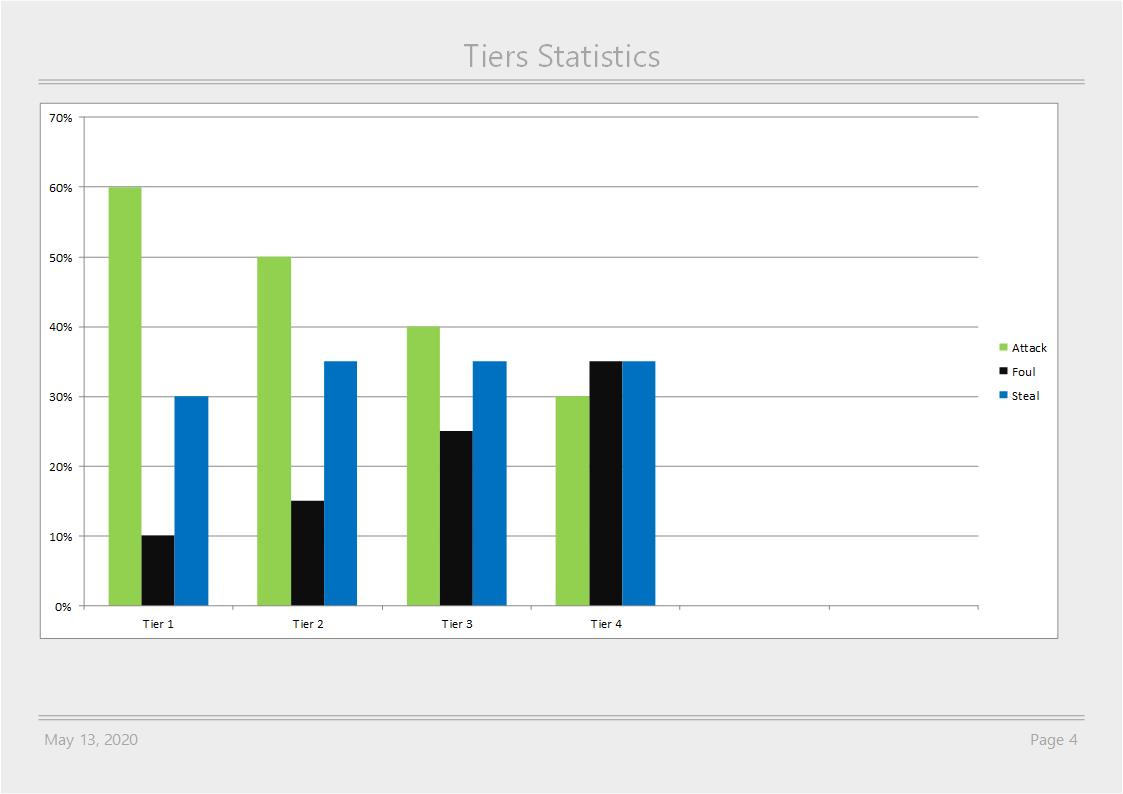 Tiers Statistics
70%
60%
50%
40%
30%
20%
10%
0%
Tier 1
Tier 2
Tier 3
Tier 4
Attack
Foul
Steal
May 13, 2020
Page 4